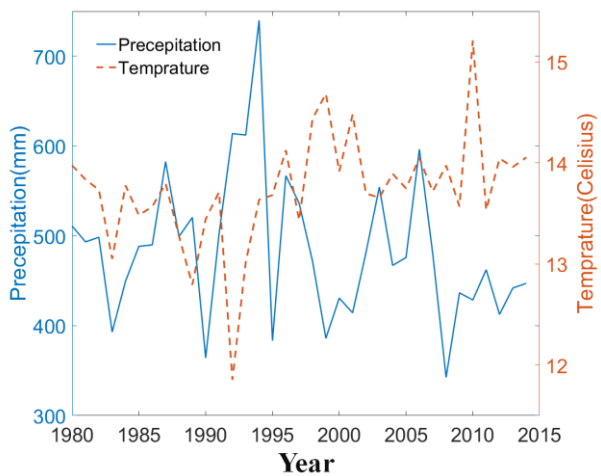 Precepitation
Temprature
Precepitation(mm)
700
600
500
400
300
Temprature(Celisius)
15
14
13
12
1980 1985 1990 1995 2000 2005 2010 2015
Year